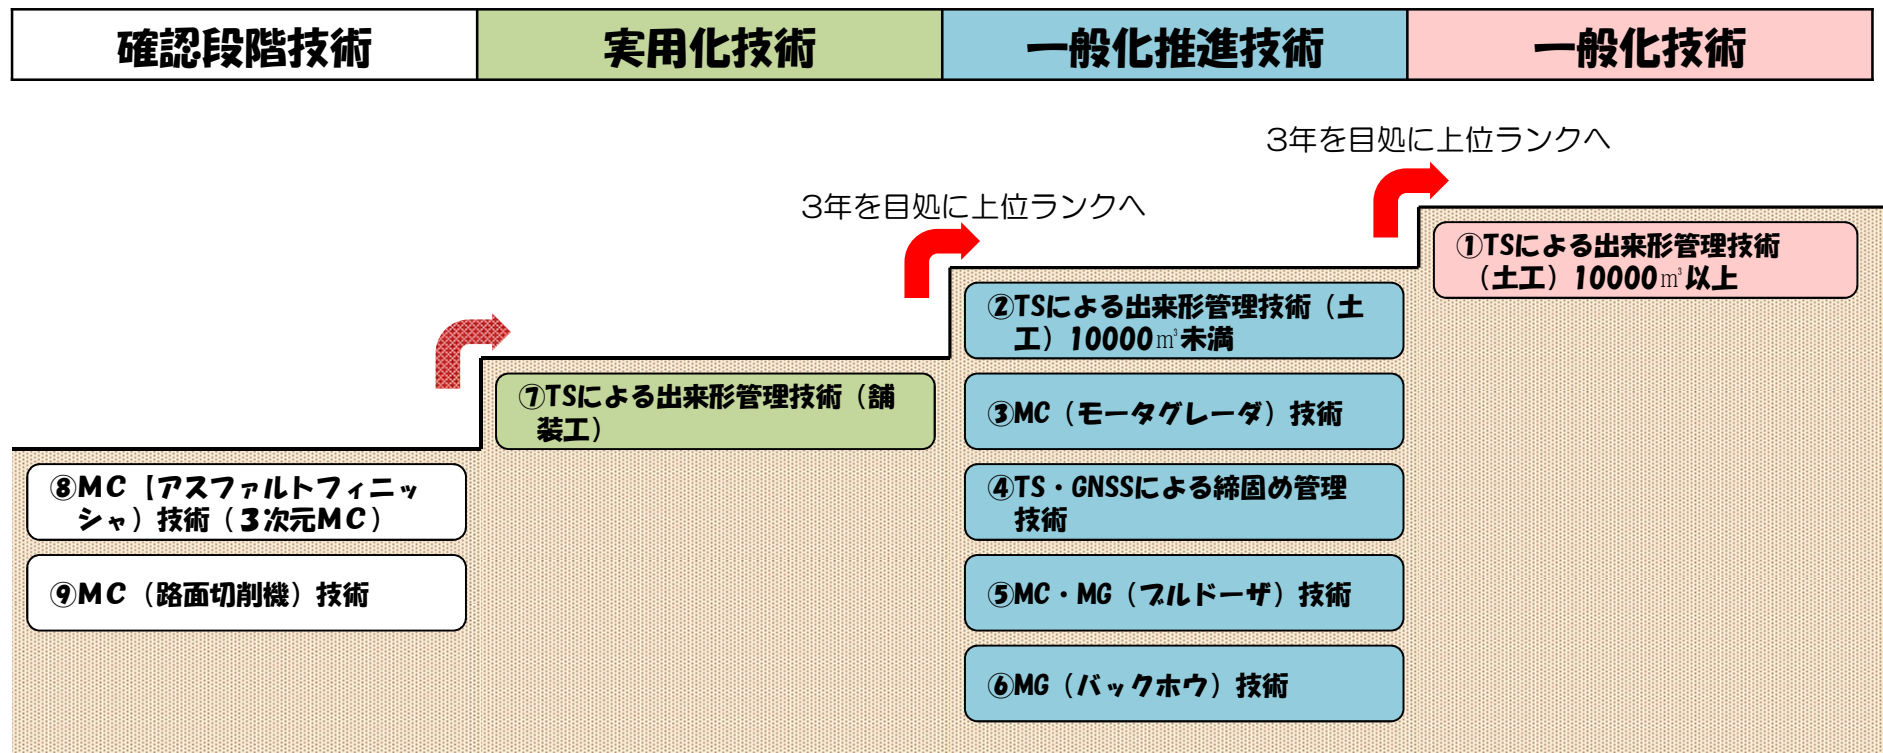 確認段階技術
実用化技術
一般化推進技術
一般化技術
3年を目処に上位ランクへ
3年を目処に上位ランクへ
①TSによる出来形管理技術
（土工）10000㎥以上
②TSによる出来形管理技術（土
工）10000㎥未満
③MC（モータグレーダ）技術
④TS・GNSSによる締固め管理
技術
⑤MC・MG（ブルドーザ）技術
⑥MG（バックホウ）技術
⑦TSによる出来形管理技術（舗
装工）
⑧ＭＣ【アスファルトフィニッ
シャ）技術（３次元ＭＣ）
⑨ＭＣ（路面切削機）技術